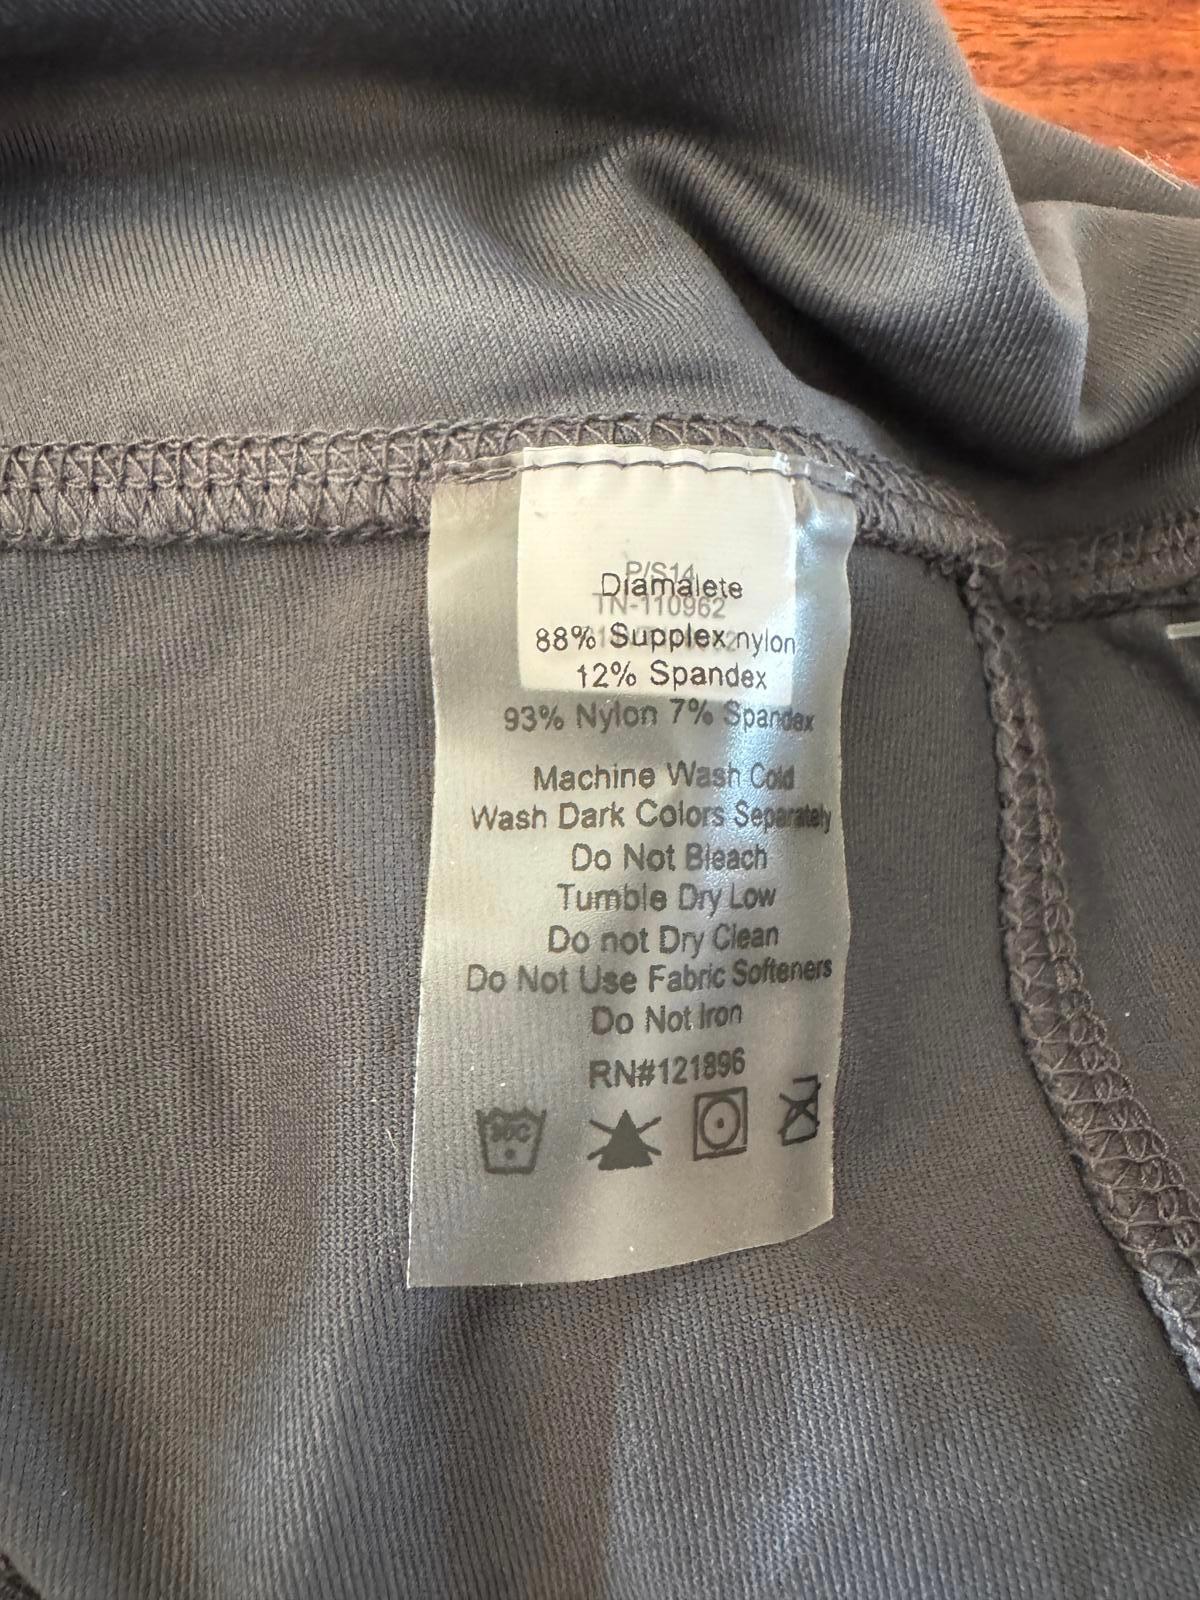 P/S14
Diamalete
TN-110962
88% Supplex nylon
12% Spandex
93% Nylon 7% Spandex
Machine Wash Cold
Wash Dark Colors Separately
Do Not Bleach
Tumble Dry Low
Do not Dry Clean
Do Not Use Fabric Softeners
Do Not Iron
RN#121896